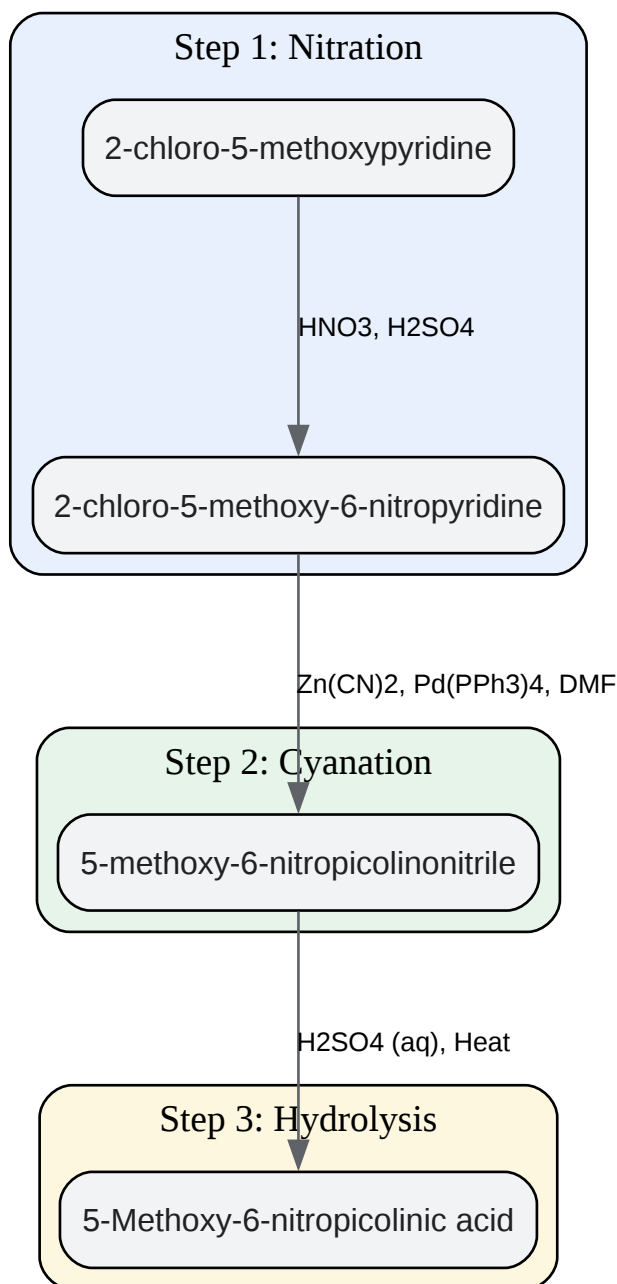 Step 1: Nitration
2-chloro-5-methoxypyridine
HNO3, H2SO4
2-chloro-5-methoxy-6-nitropyridine
Zn(CN)2, Pd(PPh3)4, DMF
Step 2: Cyanation
5-methoxy-6-nitropicolinonitrile
H2SO4 (aq), Heat
Step 3: Hydrolysis
5-Methoxy-6-nitropicolinic acid